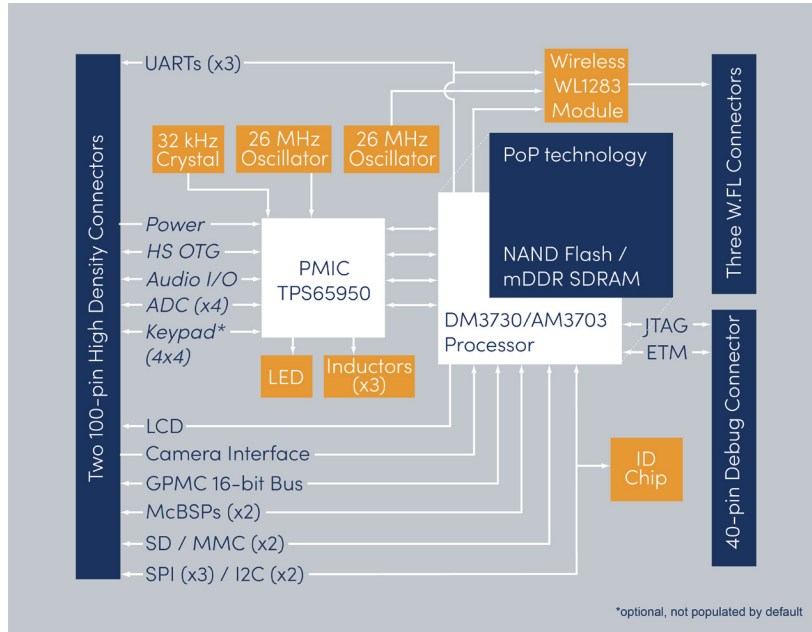 UARTs (x3)
Wireless
WL1283
Module
32 kHz
Crystal
26 MHz
Oscillator
26 MHz
Oscillator
Two 100-pin High Density Connectors
Three W.FL Connectors
PoP technology
NAND Flash /
mDDR SDRAM
Power
HS OTG
Audio I/O
ADC (x4)
Keypad*
(4x4)
PMIC
TPS65950
DM3730/AM3703
Processor
JTAG
ETM
LED
Inductors
(x3)
40-pin Debug Connector
LCD
Camera Interface
GPMC 16-bit Bus
McBSPs (x2)
SD / MMC (x2)
SPI (x3) / I2C (x2)
ID
Chip
*optional, not populated by default